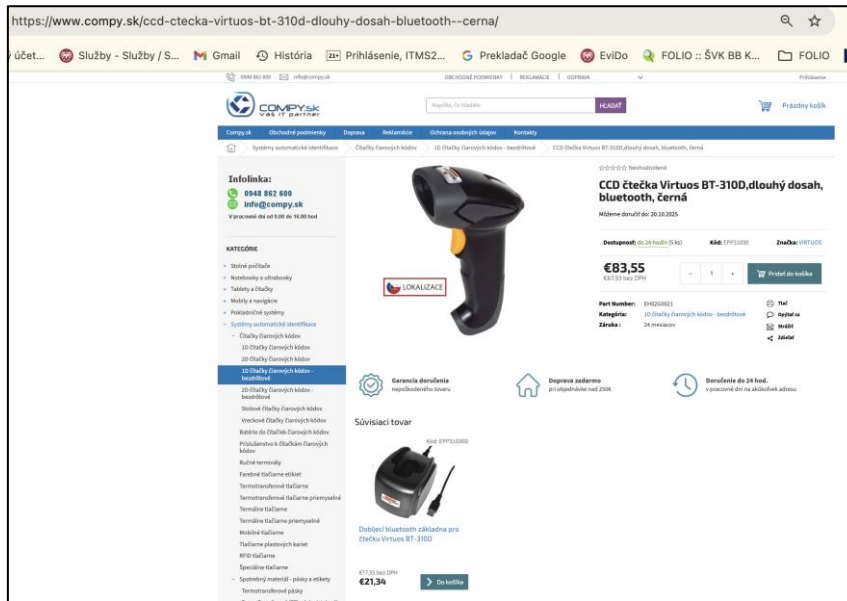 https://www.compy.sk/ccd-ctecka-virtuos-bt-310d-dlouhy-dosah-bluetooth--cerna/
účet...
Služby - Služby / S...
Gmail
História
Prihlásenie, ITMS2...
Prekladač Google
EviDo
FOLIO :: ŠVK BB K...
FOLIO
0948 862 600
info@compy.sk
OBCHODNÉ PODMIENKY
REKLAMÁCIE
DOPRAVA
Prihlásenie
COMPY.sk
Váš IT partner
Napíšte, čo hľadáte
HĽADAŤ
Prázdny košík
Compy.sk
Obchodné podmienky
Doprava
Reklamácie
Ochrana osobných údajov
Kontakty
Systémy automatické identifikace
Čítačky čiarových kódov
1D čítačky čiarových kódov - bezdrôtové
CCD čtečka Virtuos BT-310D,dlouhý dosah, bluetooth, černá
Infolinka:
0948 862 600
info@compy.sk
V pracovné dni od 9.00 do 16.00 hod
KATEGÓRIE
+ Stolné počítače
+ Notebooky a ultrabooky
+ Tablety a čítačky
+ Mobily a navigácie
+ Pokladničné systémy
− Systémy automatické identifikace
− Čítačky čiarových kódov
1D čítačky čiarových kódov
2D čítačky čiarových kódov
1D čítačky čiarových kódov -
bezdrôtové
2D čítačky čiarových kódov -
bezdrôtové
Stolové čítačky čiarových kódov
Vreckové čítačky čiarových kódov
Batérie do čítačiek čiarových kódov
Príslušenstvo k čítačkám čiarových
kódov
Ručné terminály
Farebné tlačiarne etikiet
Termotransferové tlačiarne
Termotransferové tlačiarne priemyselné
Termálne tlačiarne
Termálne tlačiarne priemyselné
Mobilné tlačiarne
Tlačiarne plastových kariet
RFID tlačiarne
Špeciálne tlačiarne
− Spotrebný materiál - pásky a etikety
Termotransferové pásky
LOKALIZACE
Neohodnotené
CCD čtečka Virtuos BT-310D,dlouhý dosah,
bluetooth, černá
Môžeme doručiť do: 20.10.2025
Dostupnosť: do 24 hodín (5 ks)
Kód: EPP31030
Značka: VIRTUOS
€83,55
€67,93 bez DPH
- 1 +
Pridať do košíka
Part Number: EH02G0021
Kategória: 1D čítačky čiarových kódov - bezdrôtové
Záruka : 24 mesiacov
Tlač
Opýtať sa
Strážiť
Zdieľať
Garancia doručenia
nepoškodeného tovaru
Doprava zadarmo
pri objednávke nad 250€
Doručenie do 24 hod.
v pracovné dni na akúkoľvek adresu
Súvisiaci tovar
Kód: EPP31030D
Dobíjecí bluetooth základna pro
čtečku Virtuos BT-310D
€17,35 bez DPH
€21,34
Do košíka